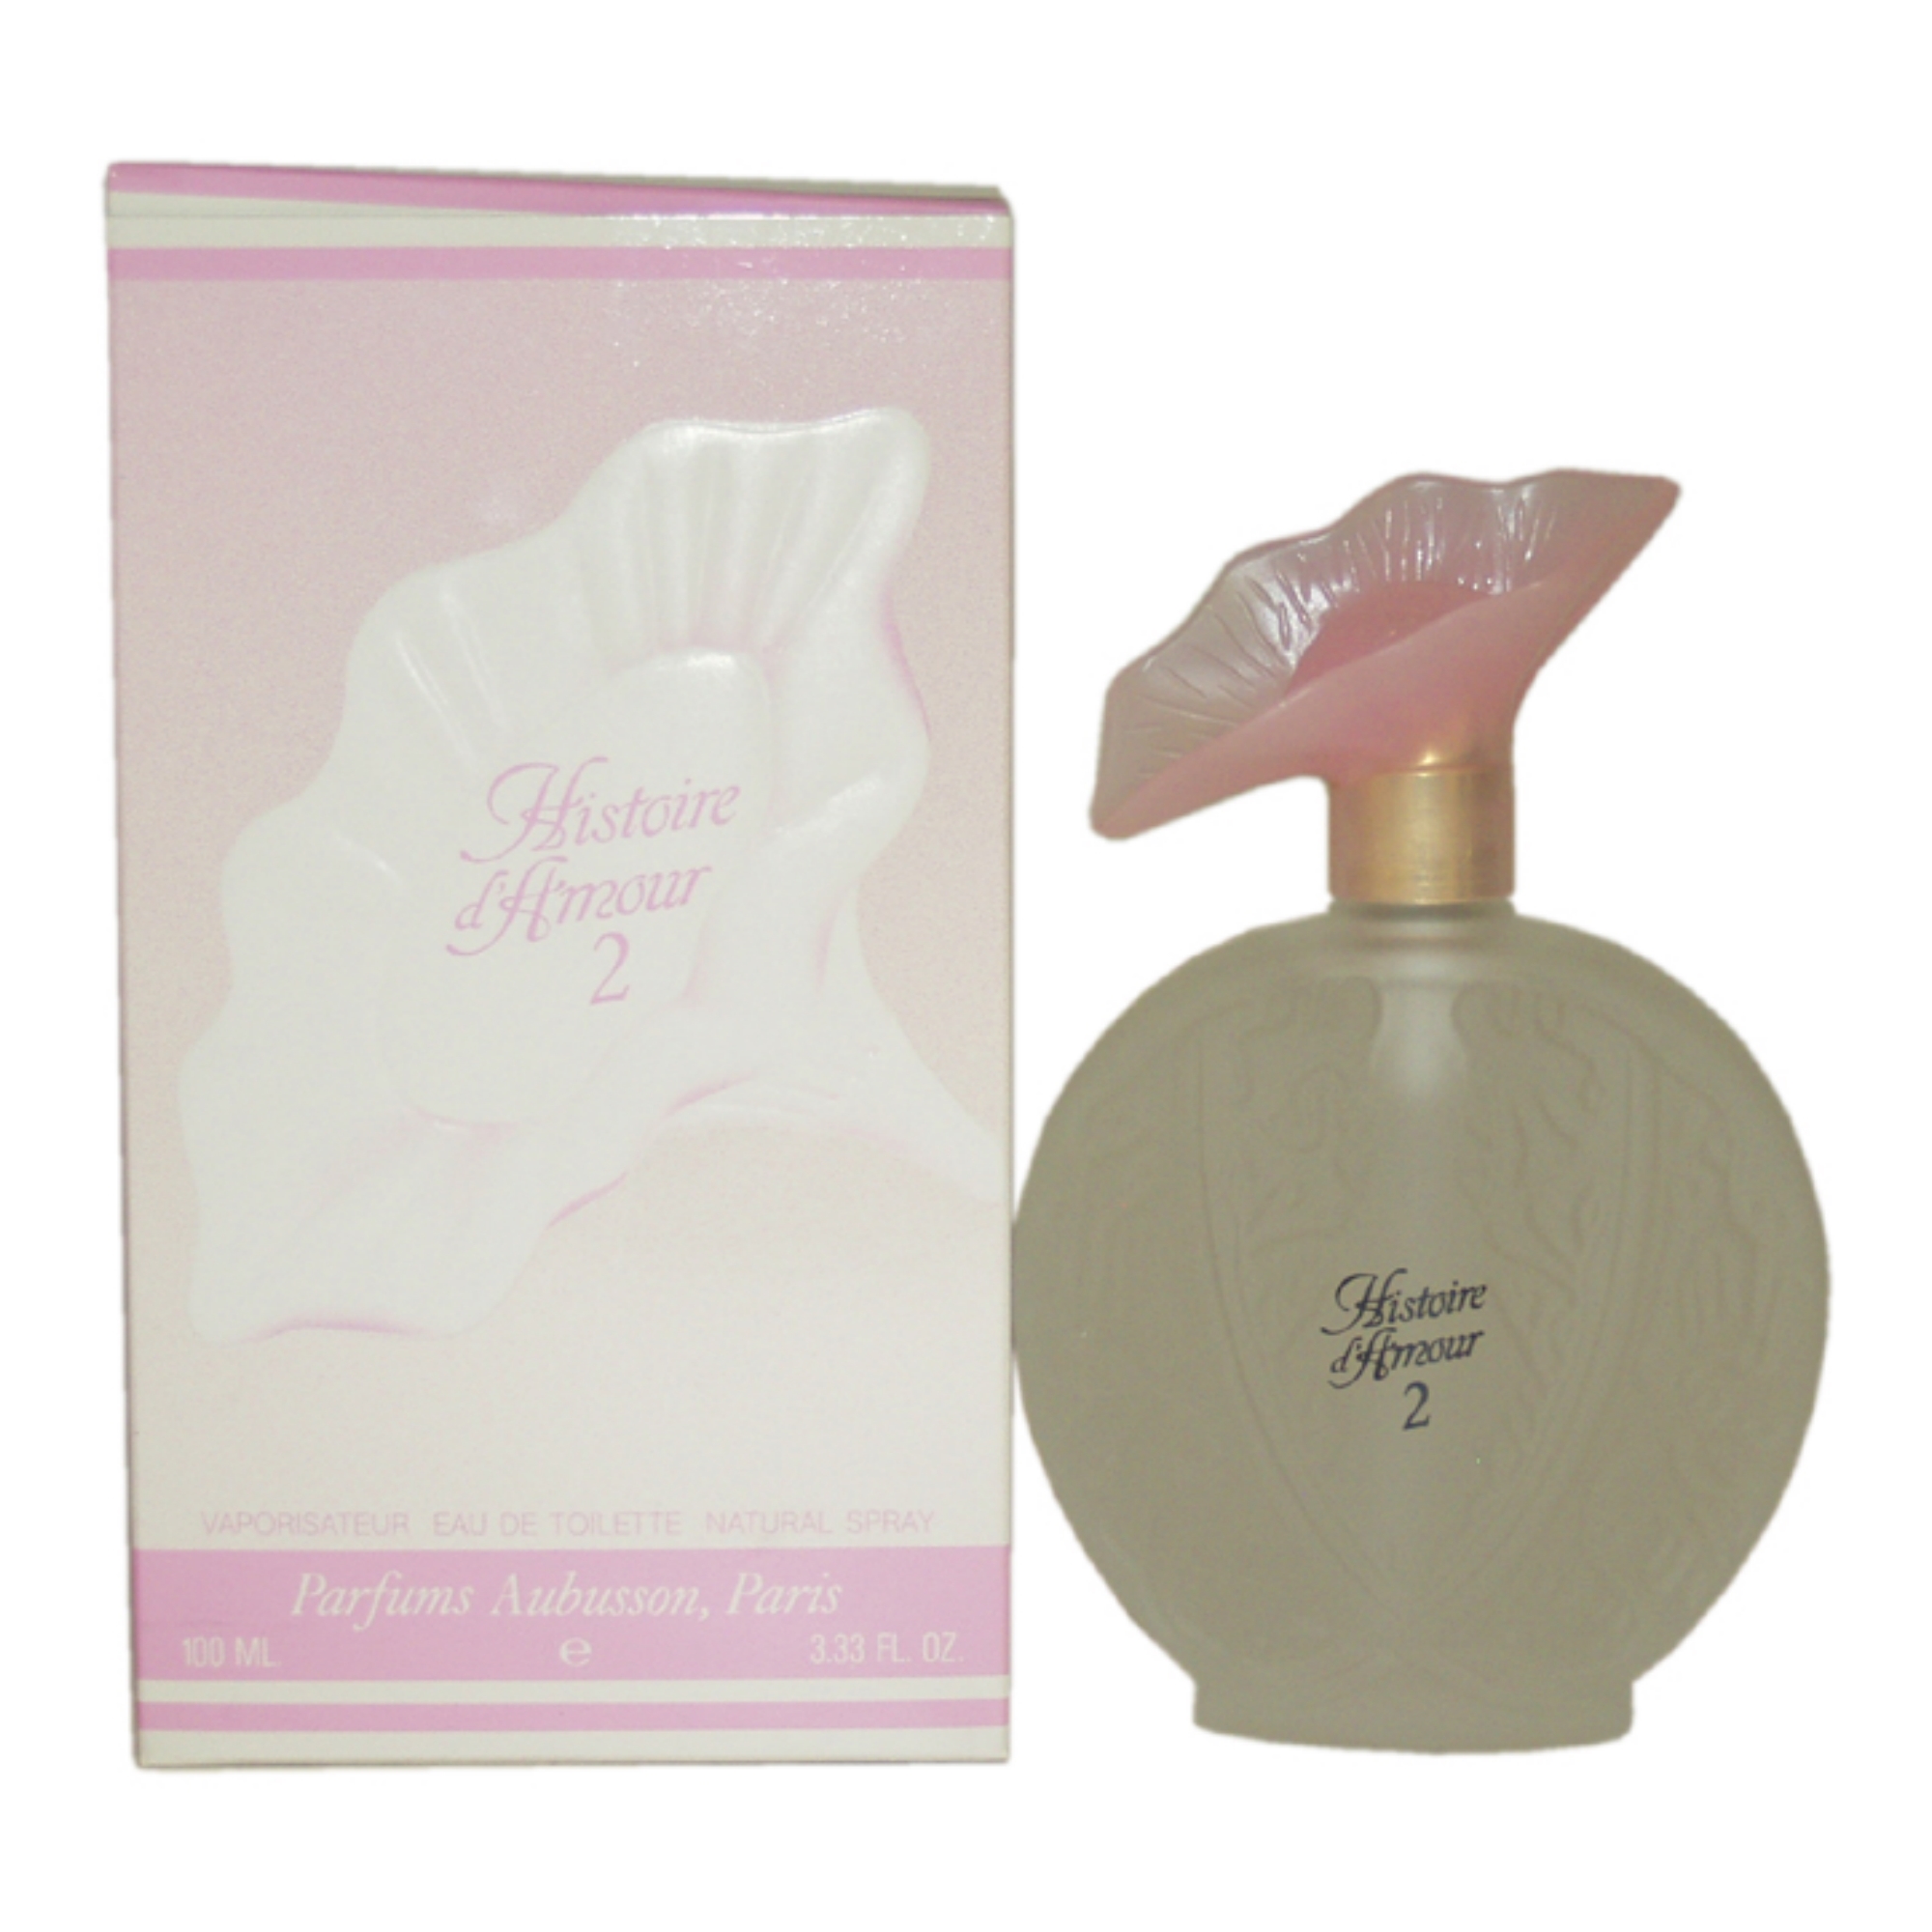 Histoire
d'Amour
2
VAPORISATEUR EAU DE TOILETTE NATURAL SPRAY
Parfums Aubusson, Paris
100 ML. ℮ 3.33 FL. OZ.
Histoire
d'Amour
2